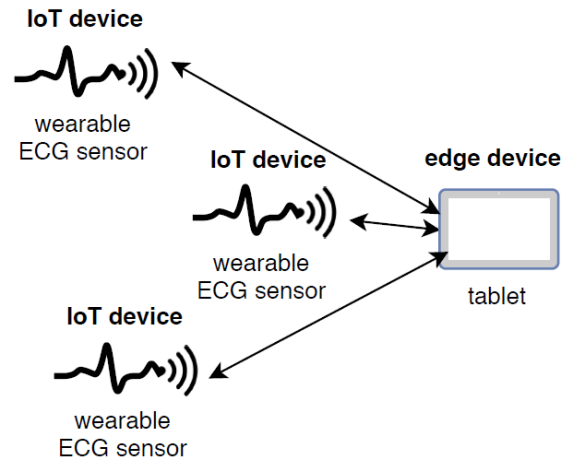 IoT device
wearable
ECG sensor
IoT device
wearable
ECG sensor
edge device
tablet
IoT device
wearable
ECG sensor